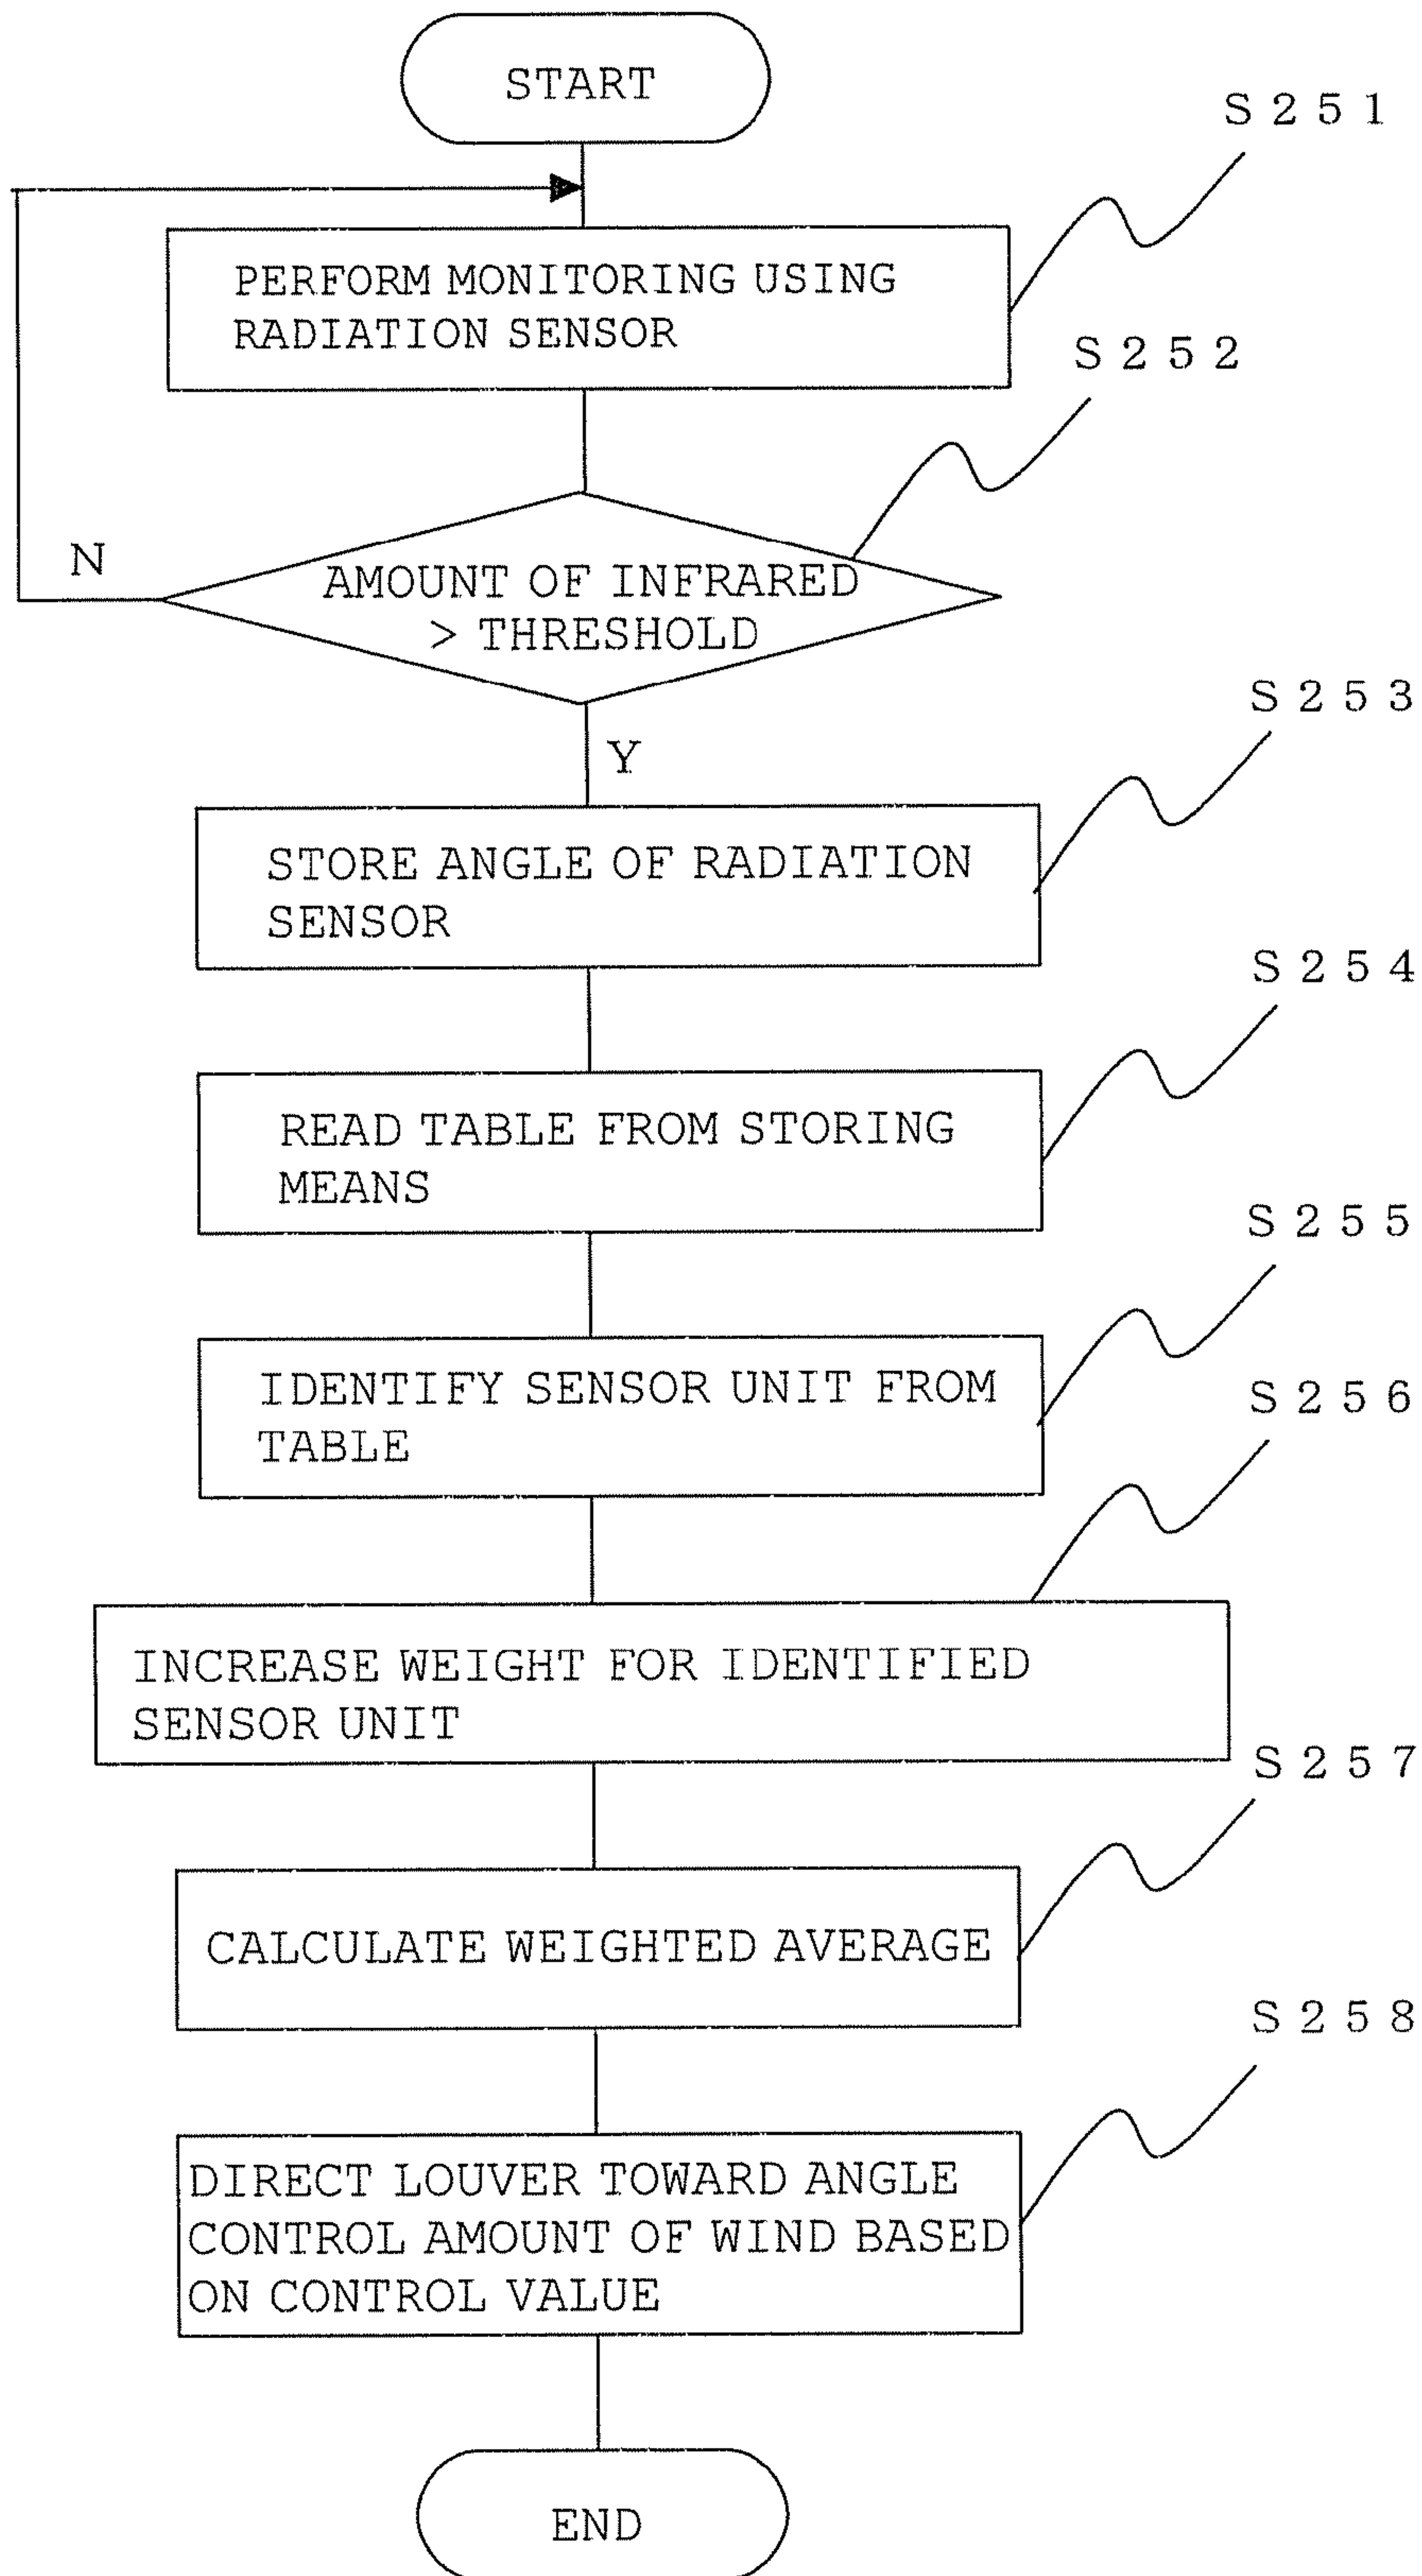 START
S251
PERFORM MONITORING USING
RADIATION SENSOR
S252
N
AMOUNT OF INFRARED
> THRESHOLD
S253
Y
STORE ANGLE OF RADIATION
SENSOR
S254
READ TABLE FROM STORING
MEANS
S255
IDENTIFY SENSOR UNIT FROM
TABLE
S256
INCREASE WEIGHT FOR IDENTIFIED
SENSOR UNIT
S257
CALCULATE WEIGHTED AVERAGE
S258
DIRECT LOUVER TOWARD ANGLE
CONTROL AMOUNT OF WIND BASED
ON CONTROL VALUE
END